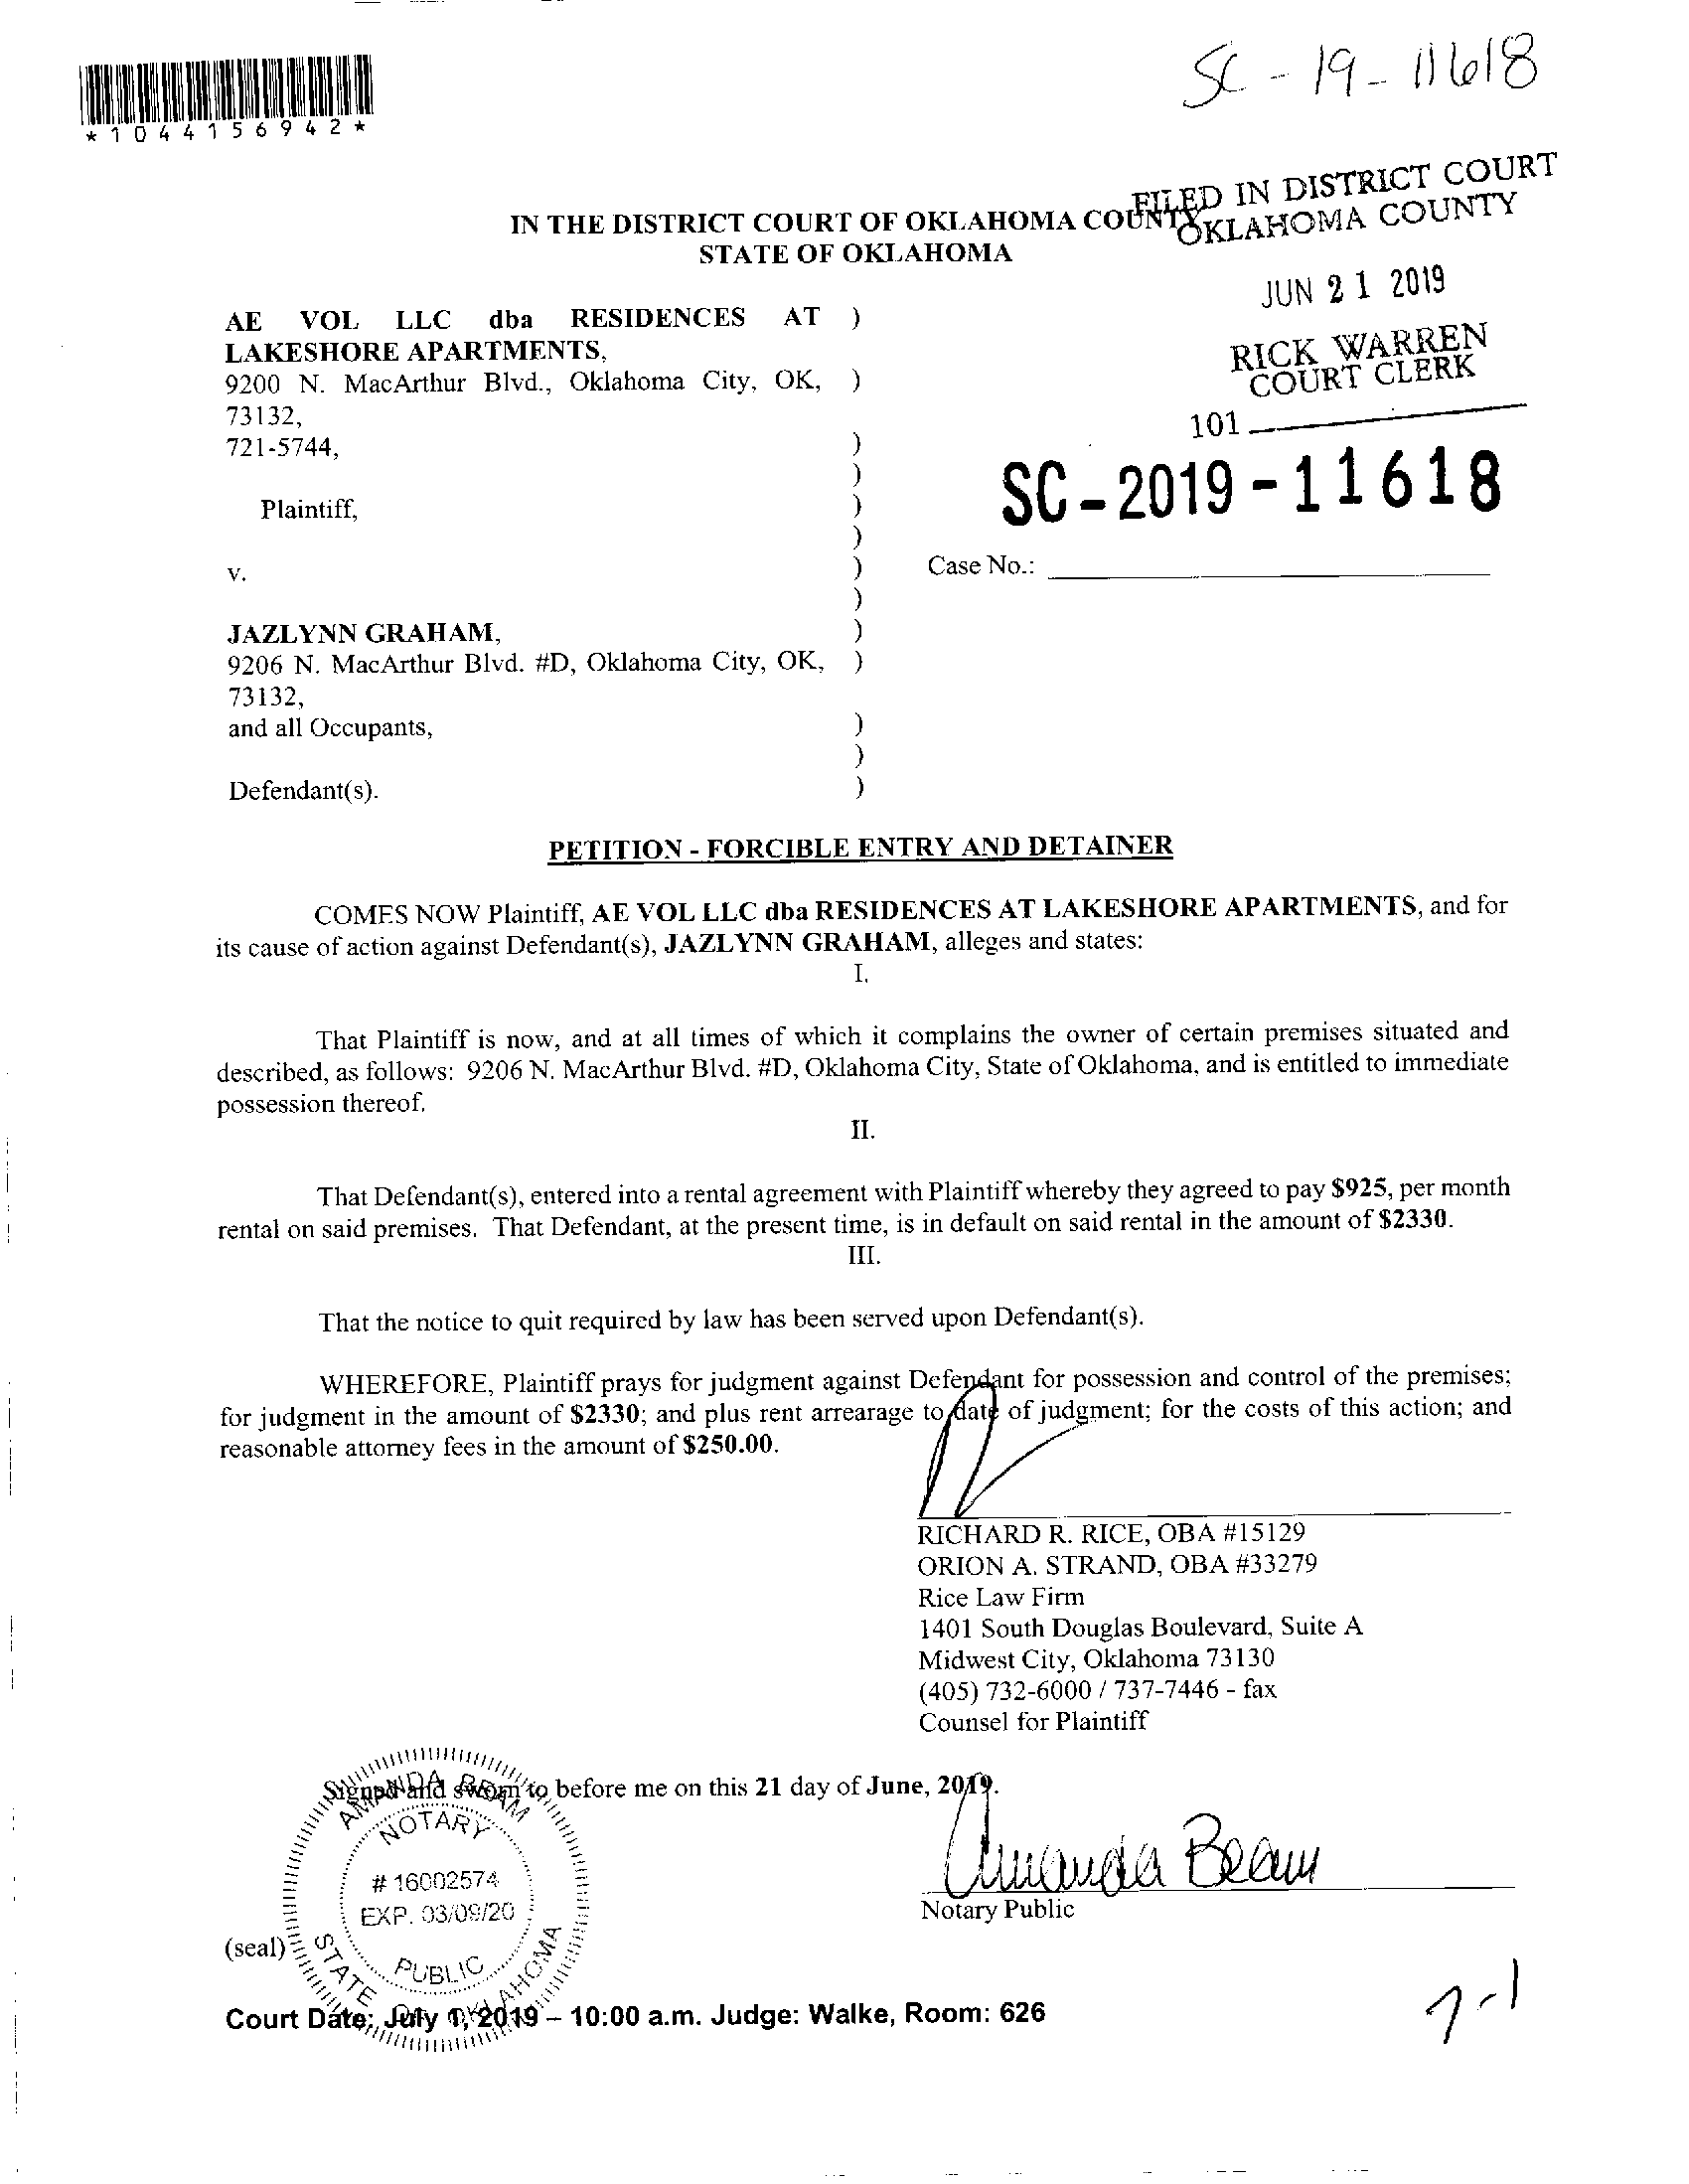 SC-19-11618
*1044156942*
FILED IN DISTRICT COURT
OKLAHOMA COUNTY
IN THE DISTRICT COURT OF OKLAHOMA COUNTY
STATE OF OKLAHOMA
JUN 21 2019
RICK WARREN
COURT CLERK
101
SC-2019-11618
AE VOL LLC dba RESIDENCES AT )
LAKESHORE APARTMENTS,
9200 N. MacArthur Blvd., Oklahoma City, OK, )
73132,
721-5744, )
)
Plaintiff, )
)
v. )
Case No.:
)
JAZLYNN GRAHAM, )
9206 N. MacArthur Blvd. #D, Oklahoma City, OK, )
73132,
and all Occupants, )
)
Defendant(s). )
PETITION - FORCIBLE ENTRY AND DETAINER
COMES NOW Plaintiff, AE VOL LLC dba RESIDENCES AT LAKESHORE APARTMENTS, and for
its cause of action against Defendant(s), JAZLYNN GRAHAM, alleges and states:
I.
That Plaintiff is now, and at all times of which it complains the owner of certain premises situated and
described, as follows: 9206 N. MacArthur Blvd. #D, Oklahoma City, State of Oklahoma, and is entitled to immediate
possession thereof.
II.
That Defendant(s), entered into a rental agreement with Plaintiff whereby they agreed to pay $925, per month
rental on said premises. That Defendant, at the present time, is in default on said rental in the amount of $2330.
III.
That the notice to quit required by law has been served upon Defendant(s).
WHEREFORE, Plaintiff prays for judgment against Defendant for possession and control of the premises;
for judgment in the amount of $2330; and plus rent arrearage to date of judgment; for the costs of this action; and
reasonable attorney fees in the amount of $250.00.
RICHARD R. RICE, OBA #15129
ORION A. STRAND, OBA #33279
Rice Law Firm
1401 South Douglas Boulevard, Suite A
Midwest City, Oklahoma 73130
(405) 732-6000 / 737-7446 - fax
Counsel for Plaintiff
Signed and sworn to before me on this 21 day of June, 2019.
AMANDA BEAM
NOTARY
# 16002574
EXP. 03/09/20
PUBLIC
STATE OF OKLAHOMA
Amanda Beam
Notary Public
(seal)
Court Date: July 1, 2019 – 10:00 a.m. Judge: Walke, Room: 626
7-1